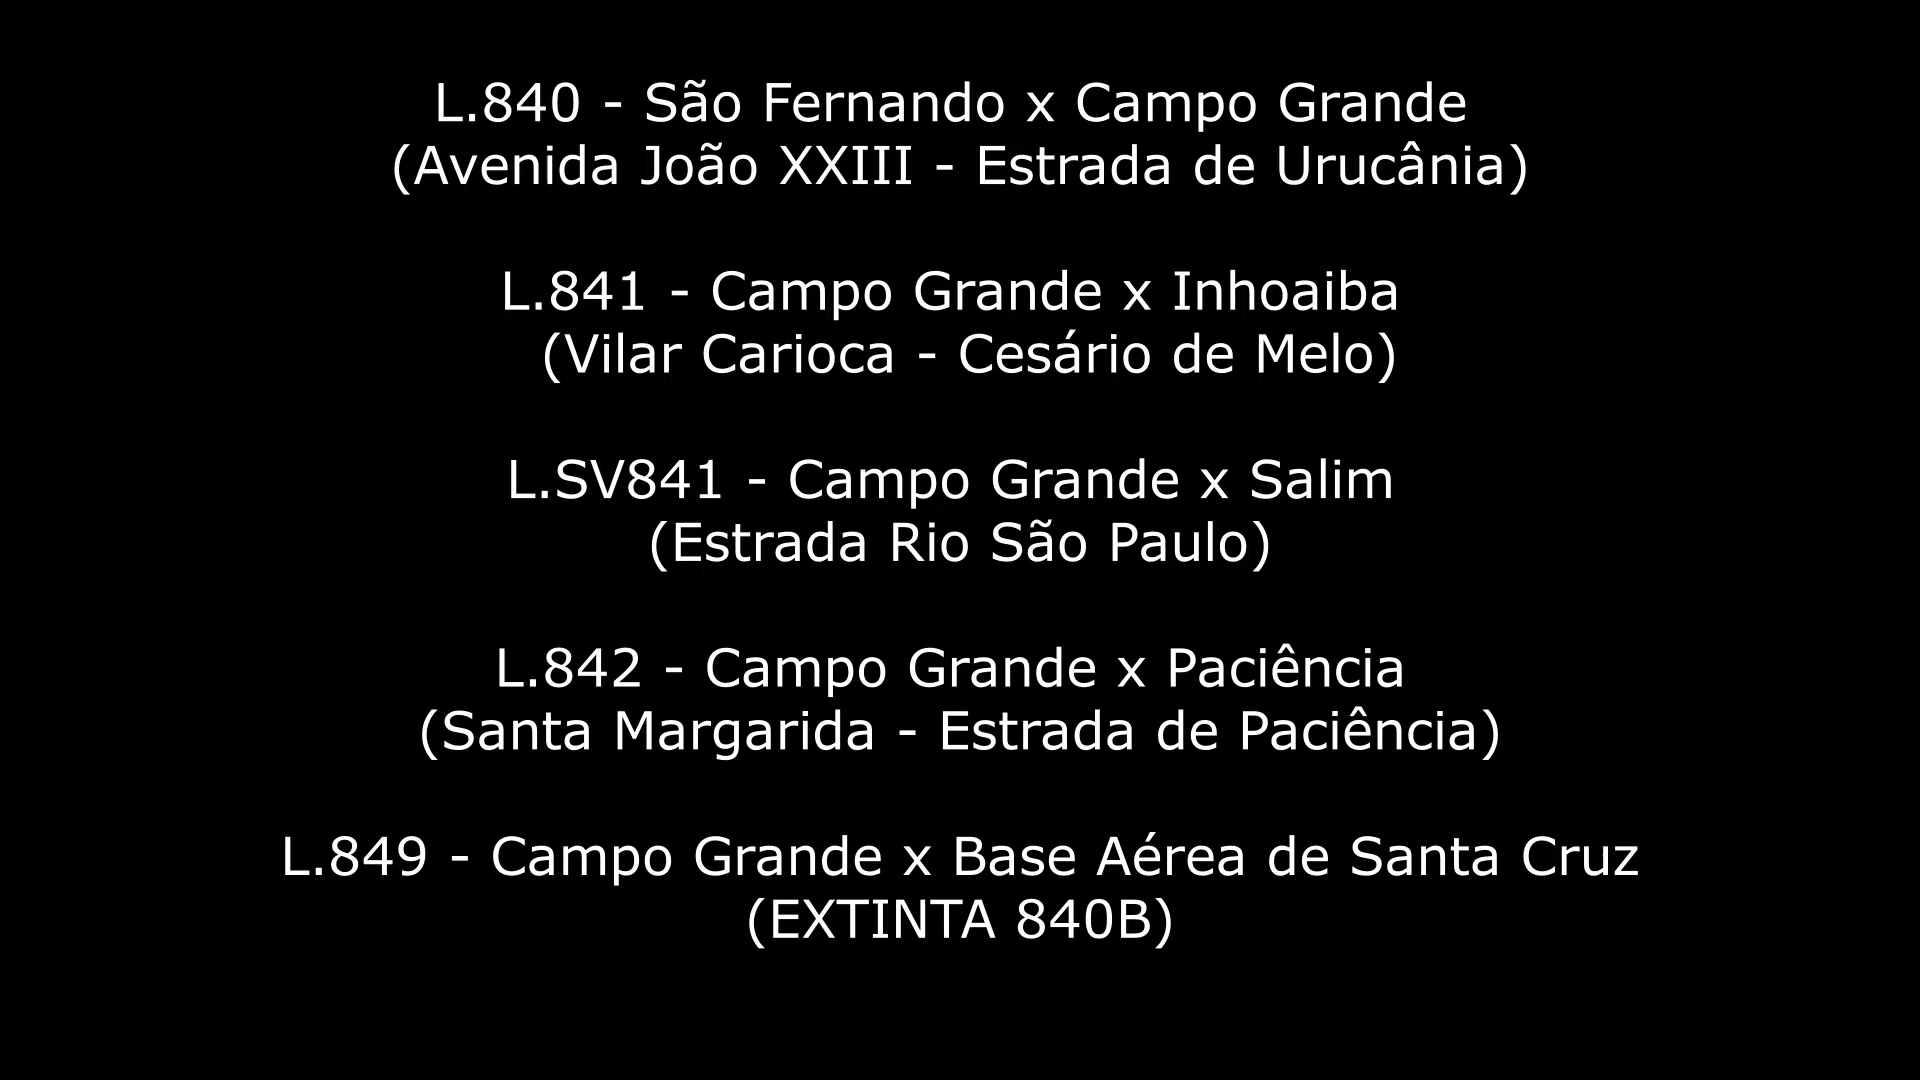 L.840 - São Fernando x Campo Grande
(Avenida João XXIII - Estrada de Urucânia)
L.841 - Campo Grande x Inhoaiba
(Vilar Carioca - Cesário de Melo)
L.SV841 - Campo Grande x Salim
(Estrada Rio São Paulo)
L.842 - Campo Grande x Paciência
(Santa Margarida - Estrada de Paciência)
L.849 - Campo Grande x Base Aérea de Santa Cruz
(EXTINTA 840B)